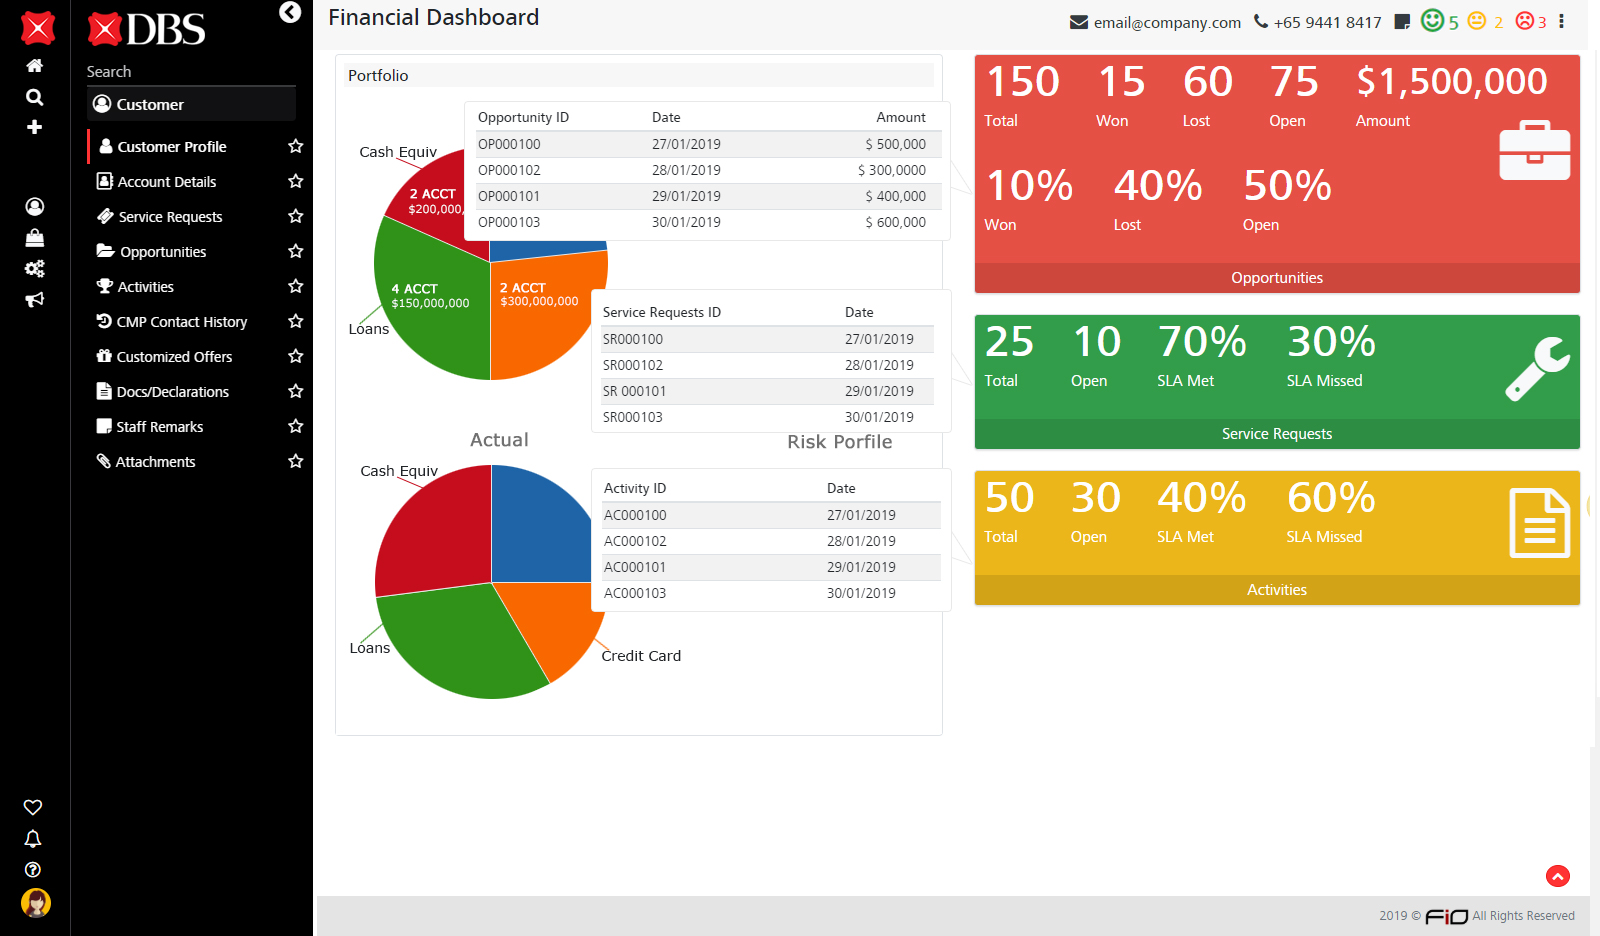 DBS
Search
Customer
Customer Profile
Account Details
Service Requests
Opportunities
Activities
CMP Contact History
Customized Offers
Docs/Declarations
Staff Remarks
Attachments
Financial Dashboard
email@company.com +65 9441 8417 5 2 3
Portfolio
Cash Equiv
2 ACCT
$200,000,
4 ACCT
$150,000,000
2 ACCT
$300,000,000
Loans
Opportunity ID Date Amount
OP000100 27/01/2019 $ 500,000
OP000102 28/01/2019 $ 300,0000
OP000101 29/01/2019 $ 400,000
OP000103 30/01/2019 $ 600,000
Service Requests ID Date
SR000100 27/01/2019
SR000102 28/01/2019
SR 000101 29/01/2019
SR000103 30/01/2019
Actual
Risk Porfile
Cash Equiv
Loans
Credit Card
Activity ID Date
AC000100 27/01/2019
AC000102 28/01/2019
AC000101 29/01/2019
AC000103 30/01/2019
150 15 60 75 $1,500,000
Total Won Lost Open Amount
10% 40% 50%
Won Lost Open
Opportunities
25 10 70% 30%
Total Open SLA Met SLA Missed
Service Requests
50 30 40% 60%
Total Open SLA Met SLA Missed
Activities
2019 © FiO All Rights Reserved